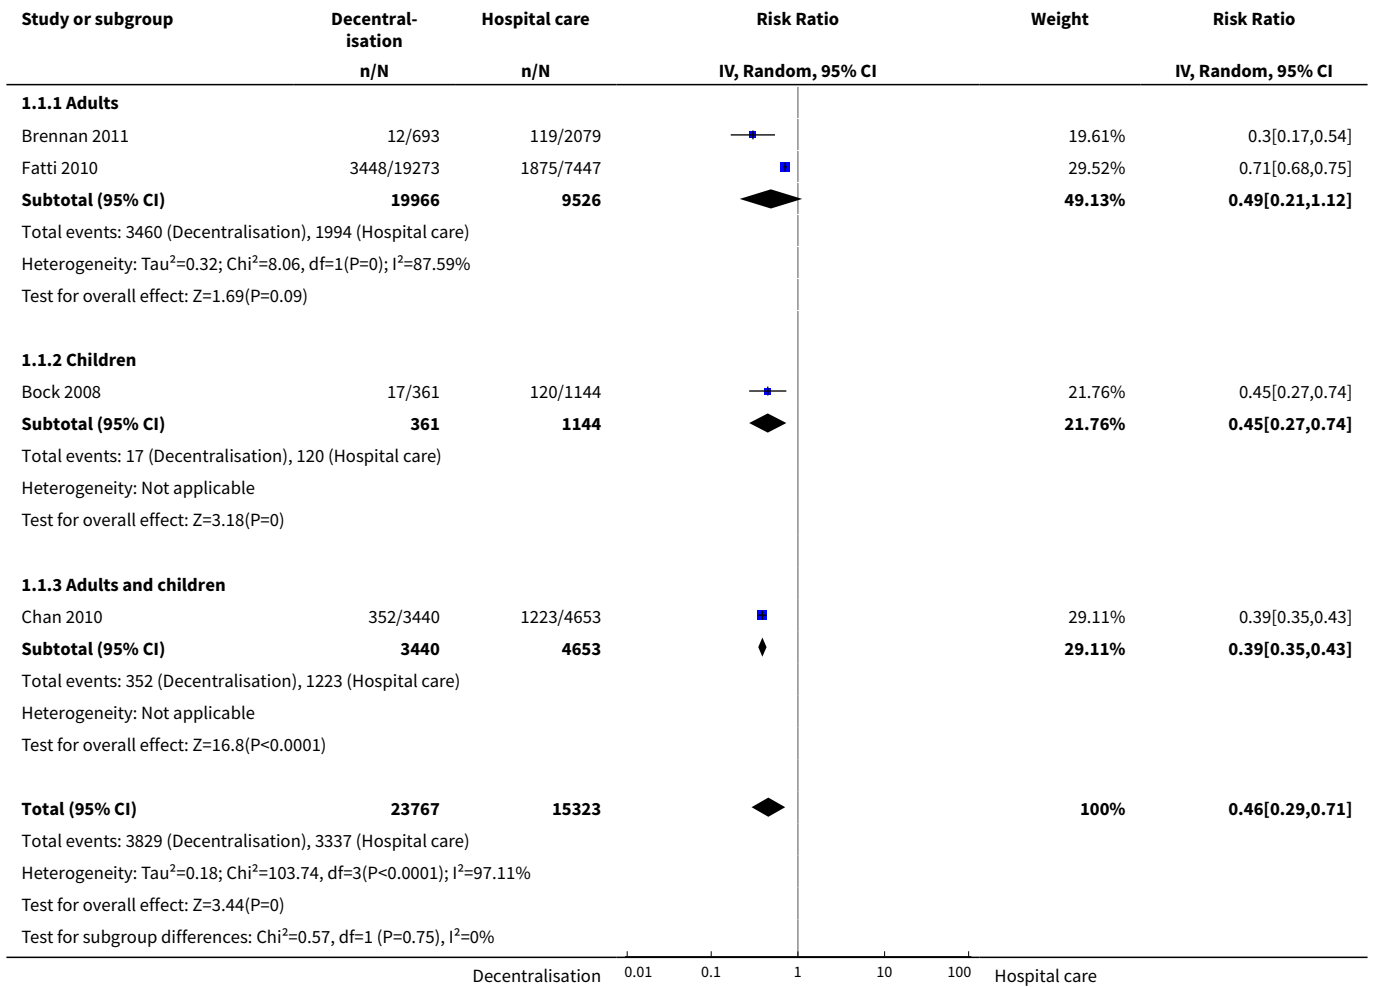 Study or subgroup Decentral- Hospital care Risk Ratio Weight Risk Ratio
isation
n/N n/N IV, Random, 95% CI IV, Random, 95% CI
1.1.1 Adults
Brennan 2011 12/693 119/2079 19.61% 0.3[0.17,0.54]
Fatti 2010 3448/19273 1875/7447 29.52% 0.71[0.68,0.75]
Subtotal (95% CI) 19966 9526 49.13% 0.49[0.21,1.12]
Total events: 3460 (Decentralisation), 1994 (Hospital care)
Heterogeneity: Tau²=0.32; Chi²=8.06, df=1(P=0); I²=87.59%
Test for overall effect: Z=1.69(P=0.09)
1.1.2 Children
Bock 2008 17/361 120/1144 21.76% 0.45[0.27,0.74]
Subtotal (95% CI) 361 1144 21.76% 0.45[0.27,0.74]
Total events: 17 (Decentralisation), 120 (Hospital care)
Heterogeneity: Not applicable
Test for overall effect: Z=3.18(P=0)
1.1.3 Adults and children
Chan 2010 352/3440 1223/4653 29.11% 0.39[0.35,0.43]
Subtotal (95% CI) 3440 4653 29.11% 0.39[0.35,0.43]
Total events: 352 (Decentralisation), 1223 (Hospital care)
Heterogeneity: Not applicable
Test for overall effect: Z=16.8(P<0.0001)
Total (95% CI) 23767 15323 100% 0.46[0.29,0.71]
Total events: 3829 (Decentralisation), 3337 (Hospital care)
Heterogeneity: Tau²=0.18; Chi²=103.74, df=3(P<0.0001); I²=97.11%
Test for overall effect: Z=3.44(P=0)
Test for subgroup differences: Chi²=0.57, df=1 (P=0.75), I²=0%
Decentralisation 0.01 0.1 1 10 100 Hospital care